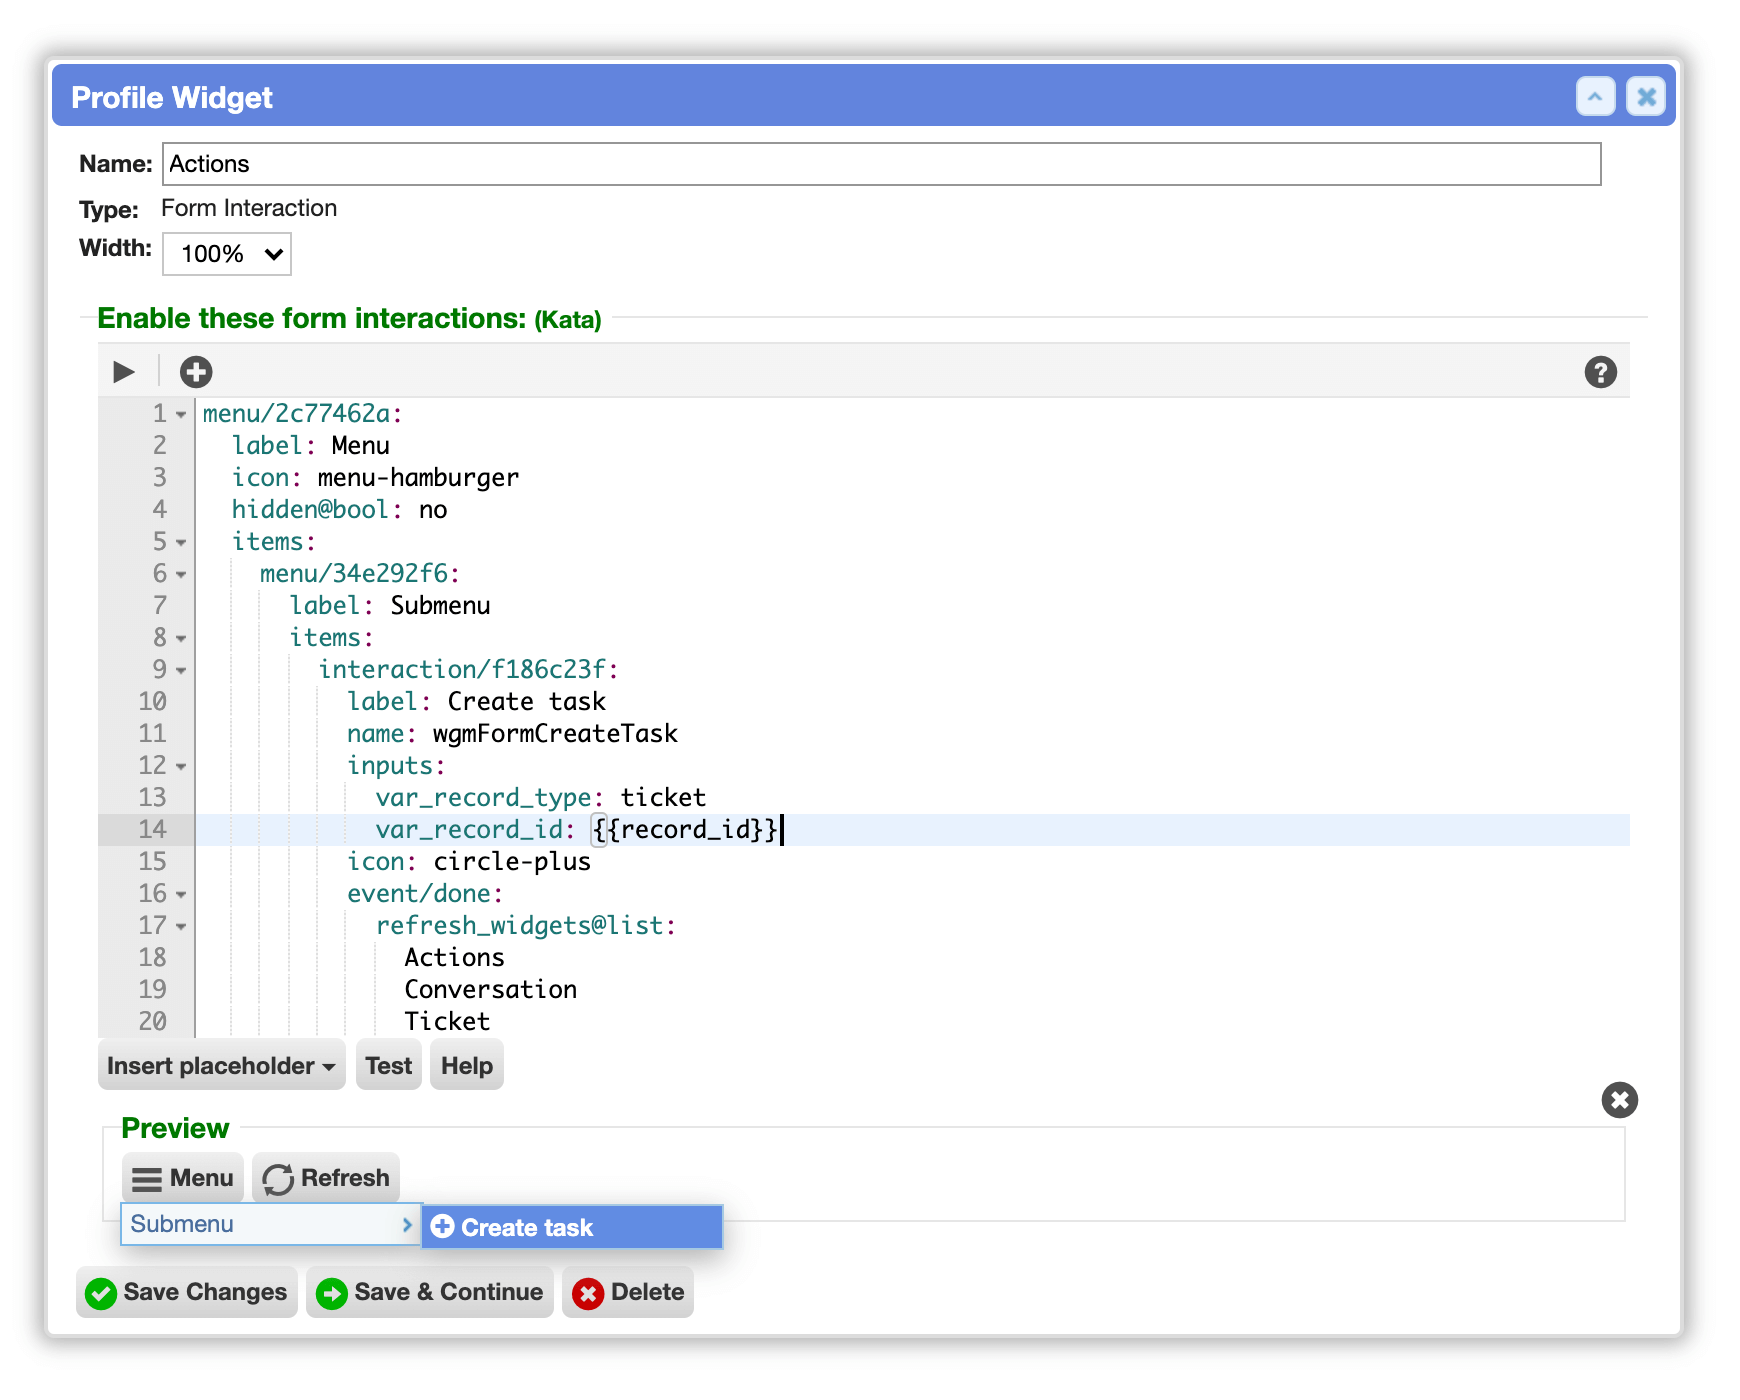 Profile Widget
Name: Actions
Type: Form Interaction
Width: 100%
Enable these form interactions: (Kata)
1 menu/2c77462a:
2 label: Menu
3 icon: menu-hamburger
4 hidden@bool: no
5 items:
6 menu/34e292f6:
7 label: Submenu
8 items:
9 interaction/f186c23f:
10 label: Create task
11 name: wgmFormCreateTask
12 inputs:
13 var_record_type: ticket
14 var_record_id: {{record_id}}
15 icon: circle-plus
16 event/done:
17 refresh_widgets@list:
18 Actions
19 Conversation
20 Ticket
Insert placeholder Test Help
Preview
Menu Refresh
Submenu Create task
Save Changes Save & Continue Delete